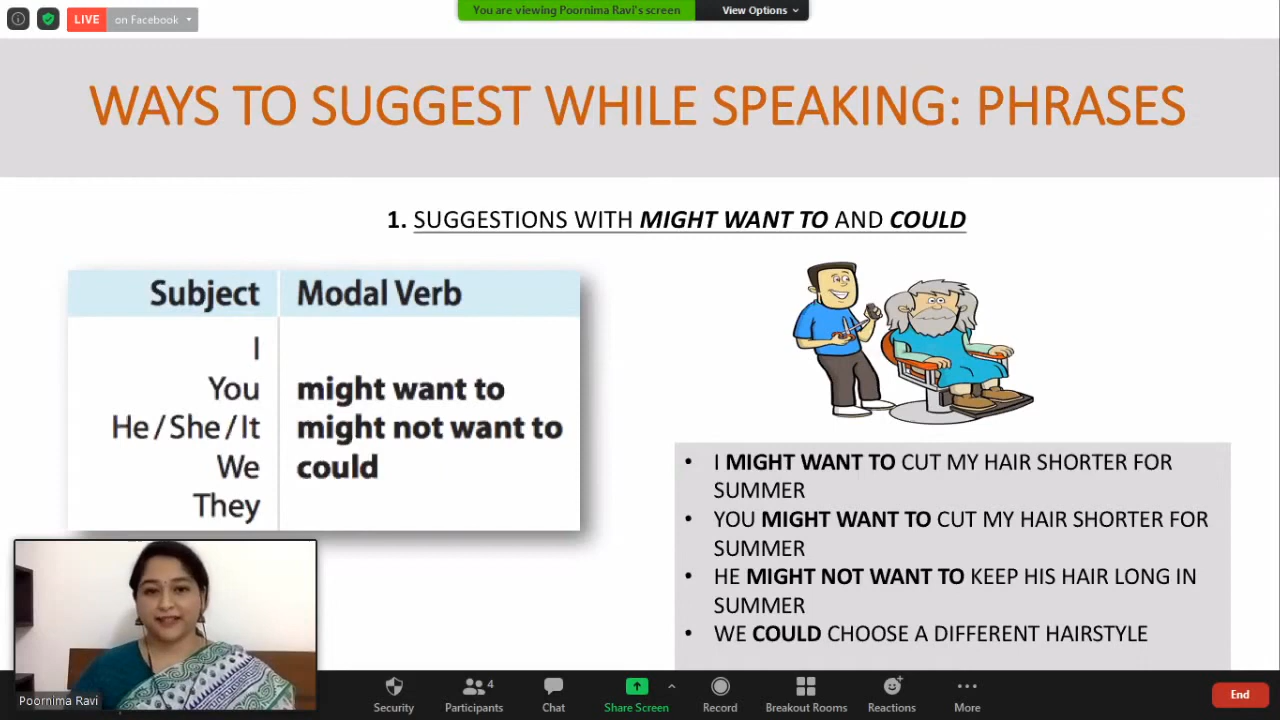 LIVE on Facebook
You are viewing Poornima Ravi's screen
View Options
WAYS TO SUGGEST WHILE SPEAKING: PHRASES
1. SUGGESTIONS WITH MIGHT WANT TO AND COULD
Subject Modal Verb
I
You might want to
He/She/It might not want to
We could
They
• I MIGHT WANT TO CUT MY HAIR SHORTER FOR
SUMMER
• YOU MIGHT WANT TO CUT MY HAIR SHORTER FOR
SUMMER
• HE MIGHT NOT WANT TO KEEP HIS HAIR LONG IN
SUMMER
• WE COULD CHOOSE A DIFFERENT HAIRSTYLE
Poornima Ravi
Security
Participants 4
Chat
Share Screen
Record
Breakout Rooms
Reactions
More
End